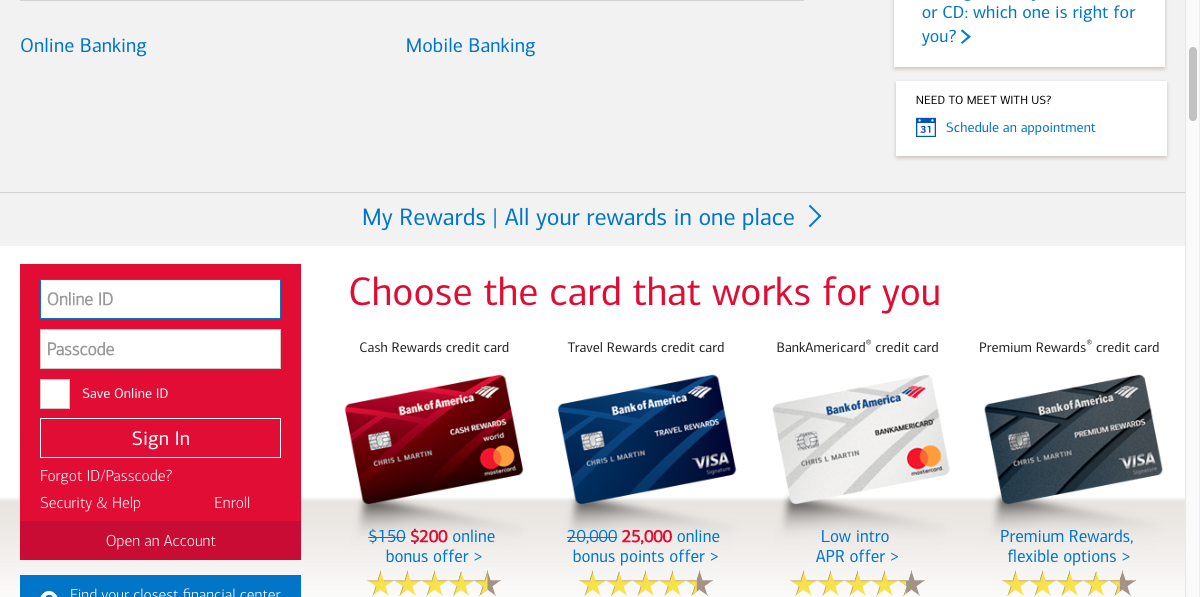 or CD: which one is right for
you?
Online Banking
Mobile Banking
NEED TO MEET WITH US?
31 Schedule an appointment
My Rewards | All your rewards in one place
Online ID
Passcode
Save Online ID
Sign In
Forgot ID/Passcode?
Security & Help
Enroll
Open an Account
Find your closest financial center
Choose the card that works for you
Cash Rewards credit card
Bank of America
CASH REWARDS
world
CHRIS L MARTIN
mastercard
$150 $200 online
bonus offer >
Travel Rewards credit card
Bank of America
TRAVEL REWARDS
CHRIS L MARTIN
VISA
Signature
20,000 25,000 online
bonus points offer >
BankAmericard® credit card
Bank of America
BANKAMERICARD
CHRIS L MARTIN
mastercard
Low intro
APR offer >
Premium Rewards® credit card
Bank of America
PREMIUM REWARDS
CHRIS L MARTIN
VISA
Signature
Premium Rewards,
flexible options >